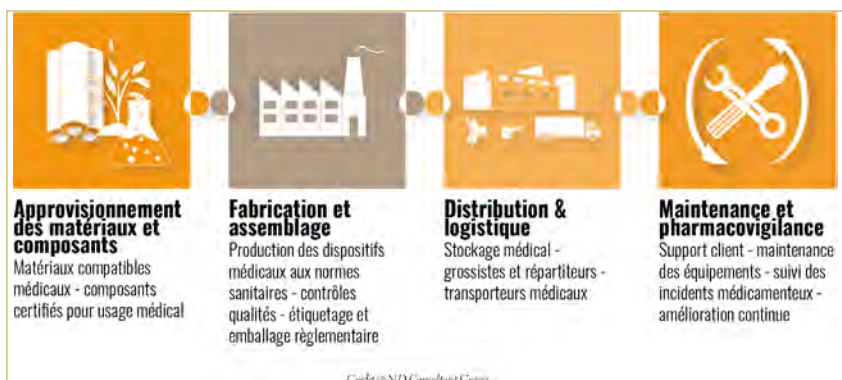 Approvisionnement
des matériaux et
composants
Matériaux compatibles
médicaux - composants
certifiés pour usage médical
Fabrication et
assemblage
Production des dispositifs
médicaux aux normes
sanitaires - contrôles
qualités - étiquetage et
emballage règlementaire
Distribution &
logistique
Stockage médical -
grossistes et répartiteurs -
transporteurs médicaux
Maintenance et
pharmacovigilance
Support client - maintenance
des équipements - suivi des
incidents médicamenteux -
amélioration continue